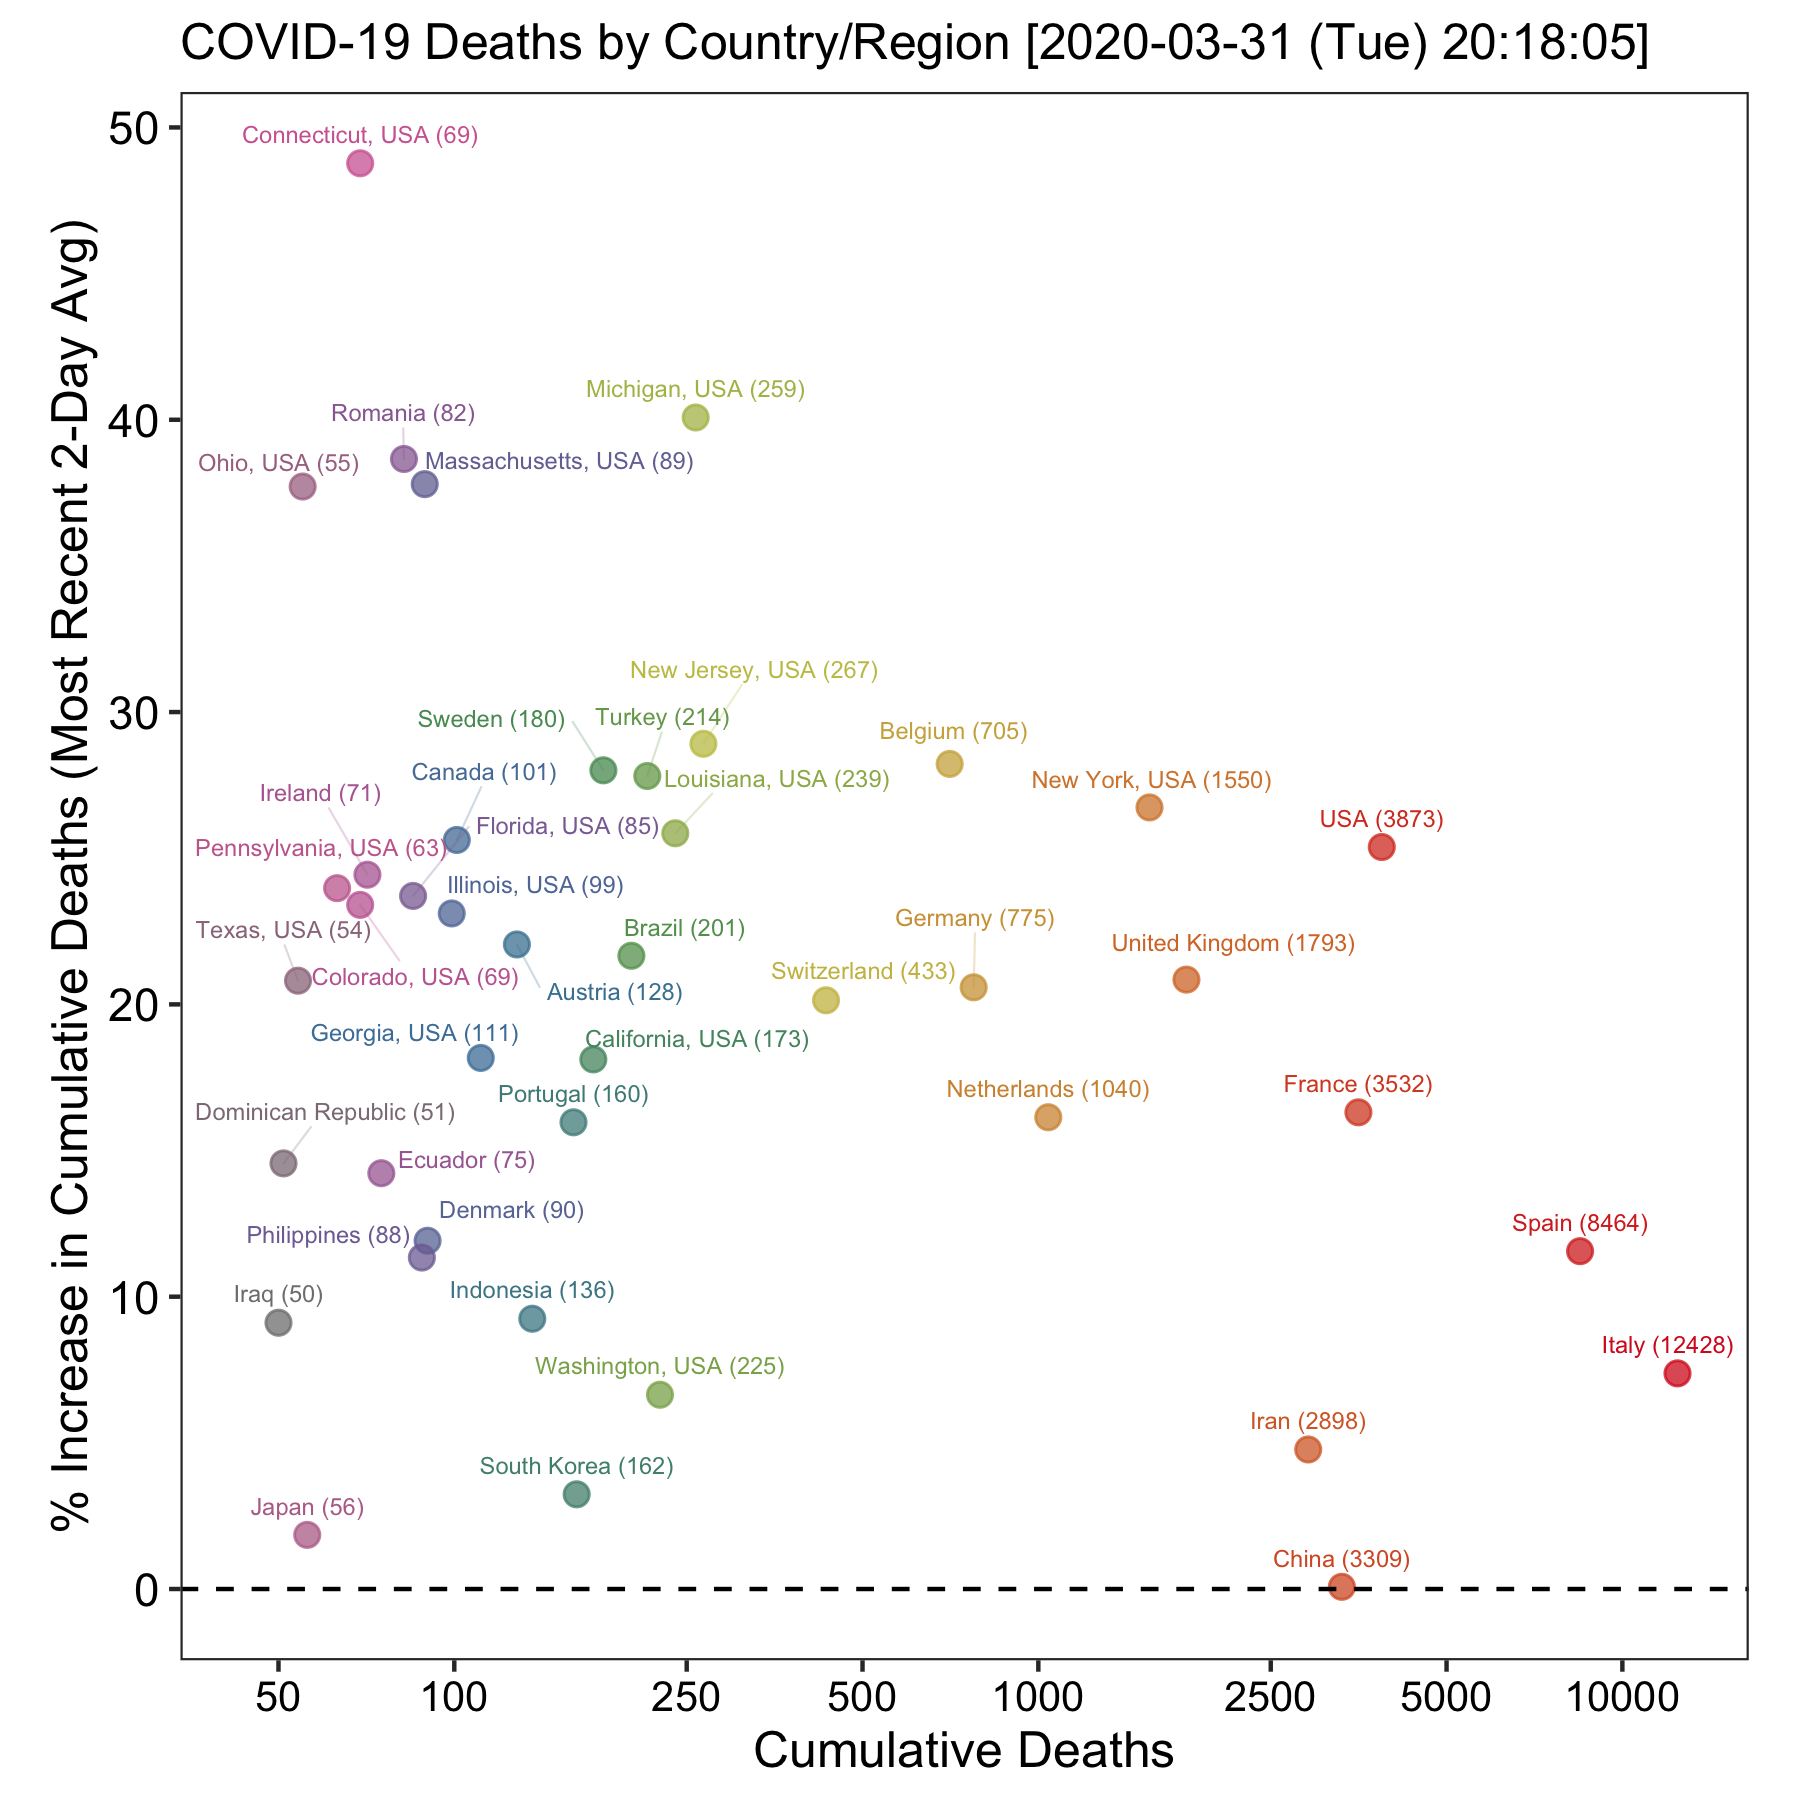 COVID-19 Deaths by Country/Region [2020-03-31 (Tue) 20:18:05]
% Increase in Cumulative Deaths (Most Recent 2-Day Avg)
50
40
30
20
10
0
Connecticut, USA (69)
Michigan, USA (259)
Romania (82)
Ohio, USA (55)
Massachusetts, USA (89)
New Jersey, USA (267)
Sweden (180)
Turkey (214)
Belgium (705)
Canada (101)
Louisiana, USA (239)
New York, USA (1550)
Ireland (71)
USA (3873)
Florida, USA (85)
Pennsylvania, USA (63)
Illinois, USA (99)
Germany (775)
Texas, USA (54)
Brazil (201)
United Kingdom (1793)
Switzerland (433)
Colorado, USA (69)
Austria (128)
Georgia, USA (111)
California, USA (173)
France (3532)
Netherlands (1040)
Portugal (160)
Dominican Republic (51)
Ecuador (75)
Denmark (90)
Spain (8464)
Philippines (88)
Iraq (50)
Indonesia (136)
Italy (12428)
Washington, USA (225)
Iran (2898)
South Korea (162)
Japan (56)
China (3309)
50
100
250
500
1000
2500
5000
10000
Cumulative Deaths